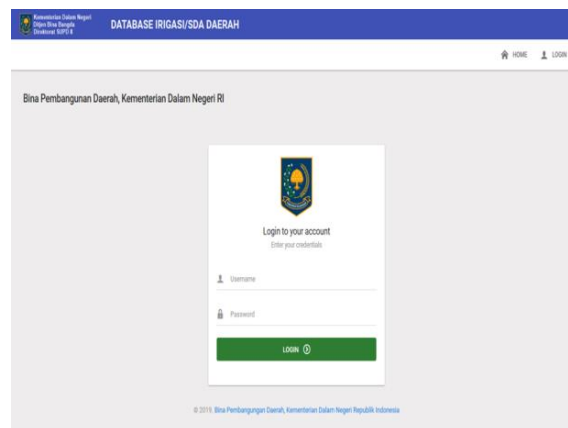 Kementerian Dalam Negeri
Ditjen Bina Bangda
Direktorat SUPD II
DATABASE IRIGASI/SDA DAERAH
HOME
LOGIN
Bina Pembangunan Daerah, Kementerian Dalam Negeri RI
Login to your account
Enter your credentials
Username
Password
LOGIN
© 2019. Bina Pembangungan Daerah, Kementerian Dalam Negeri Republik Indonesia